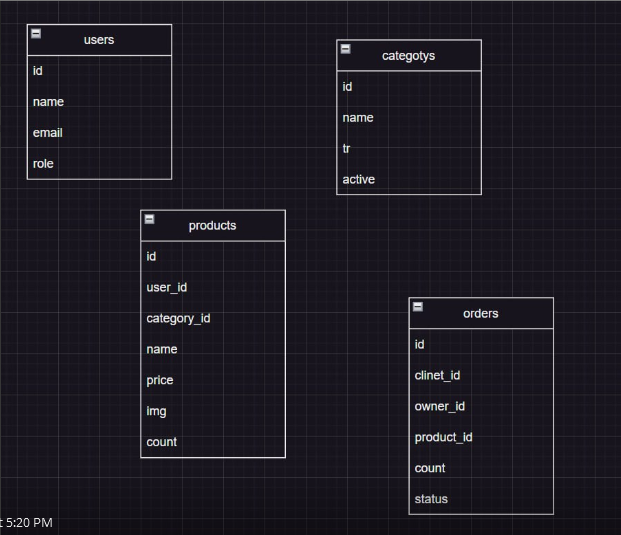 users
id
name
email
role
categotys
id
name
tr
active
products
id
user_id
category_id
name
price
img
count
orders
id
clinet_id
owner_id
product_id
count
status
t 5:20 PM